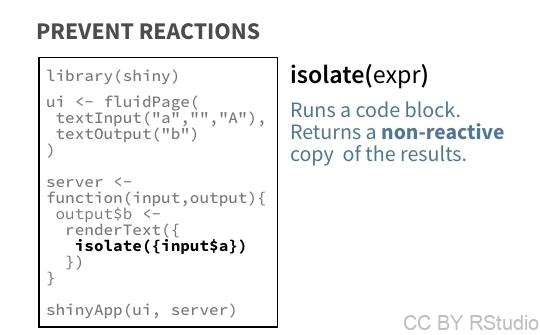 PREVENT REACTIONS
library(shiny)
ui <- fluidPage(
textInput("a","","A"),
textOutput("b")
)
server <-
function(input,output){
output$b <-
renderText({
isolate({input$a})
})
}
shinyApp(ui, server)
isolate(expr)
Runs a code block.
Returns a non-reactive
copy of the results.
CC BY RStudio